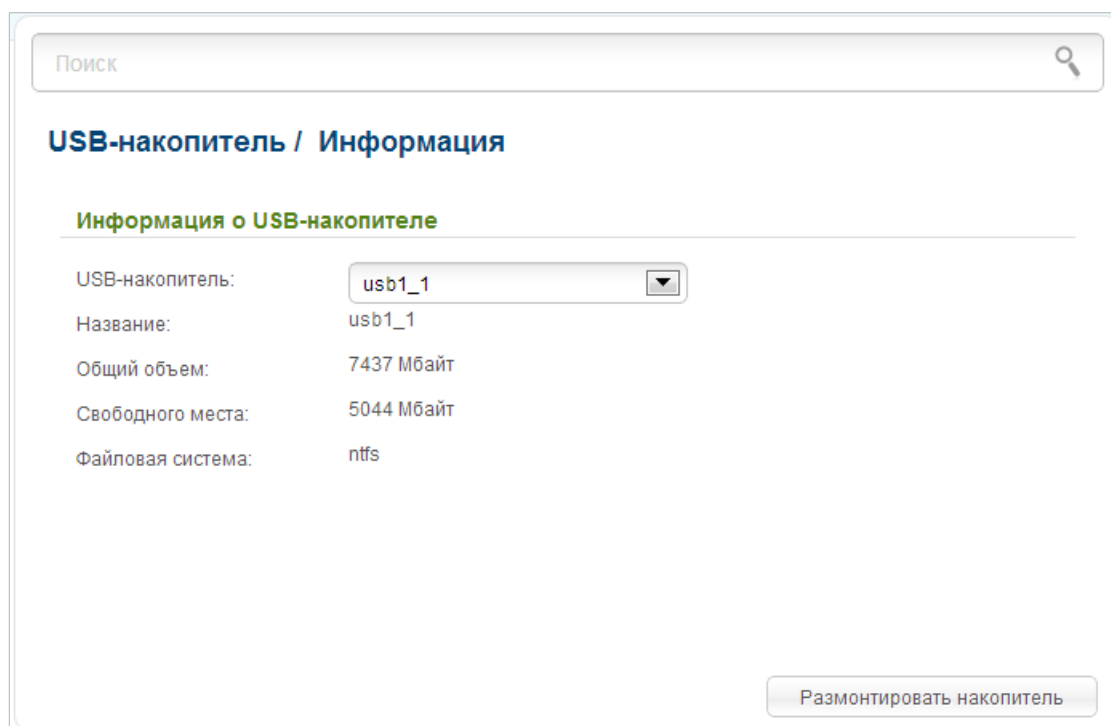 Поиск
USB-накопитель / Информация
Информация о USB-накопителе
USB-накопитель: usb1_1
Название: usb1_1
Общий объем: 7437 Мбайт
Свободного места: 5044 Мбайт
Файловая система: ntfs
Размонтировать накопитель